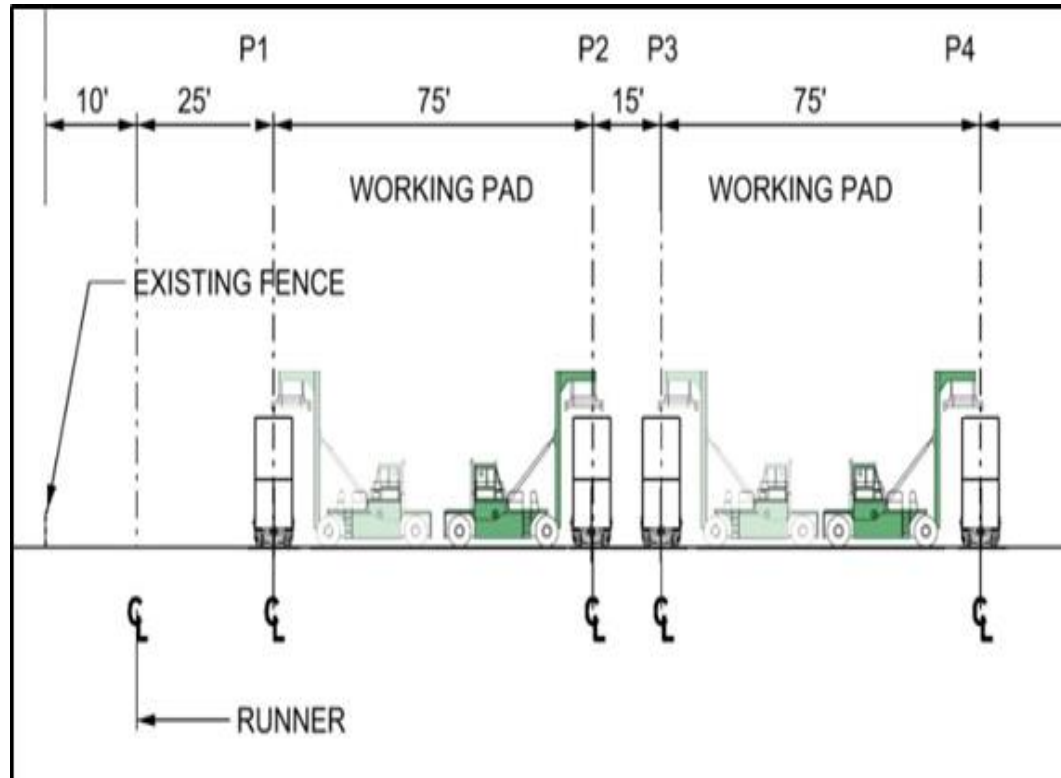 P1 P2 P3 P4
10' 25' 75' 15' 75'
WORKING PAD WORKING PAD
EXISTING FENCE
℄ ℄ ℄ ℄ ℄
RUNNER